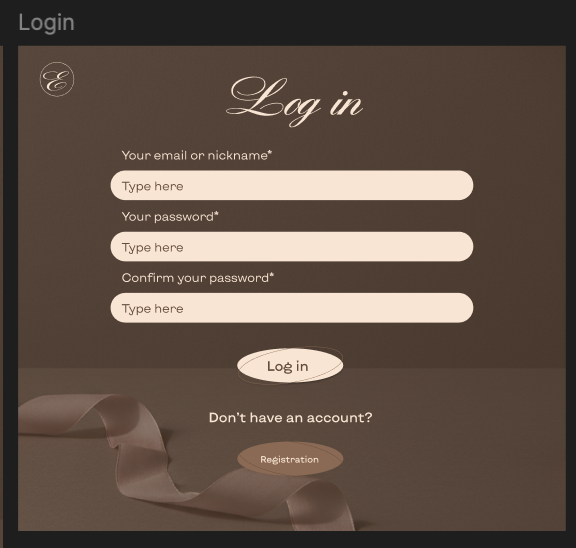 Login
E
Log in
Your email or nickname*
Type here
Your password*
Type here
Confirm your password*
Type here
Log in
Don't have an account?
Registration